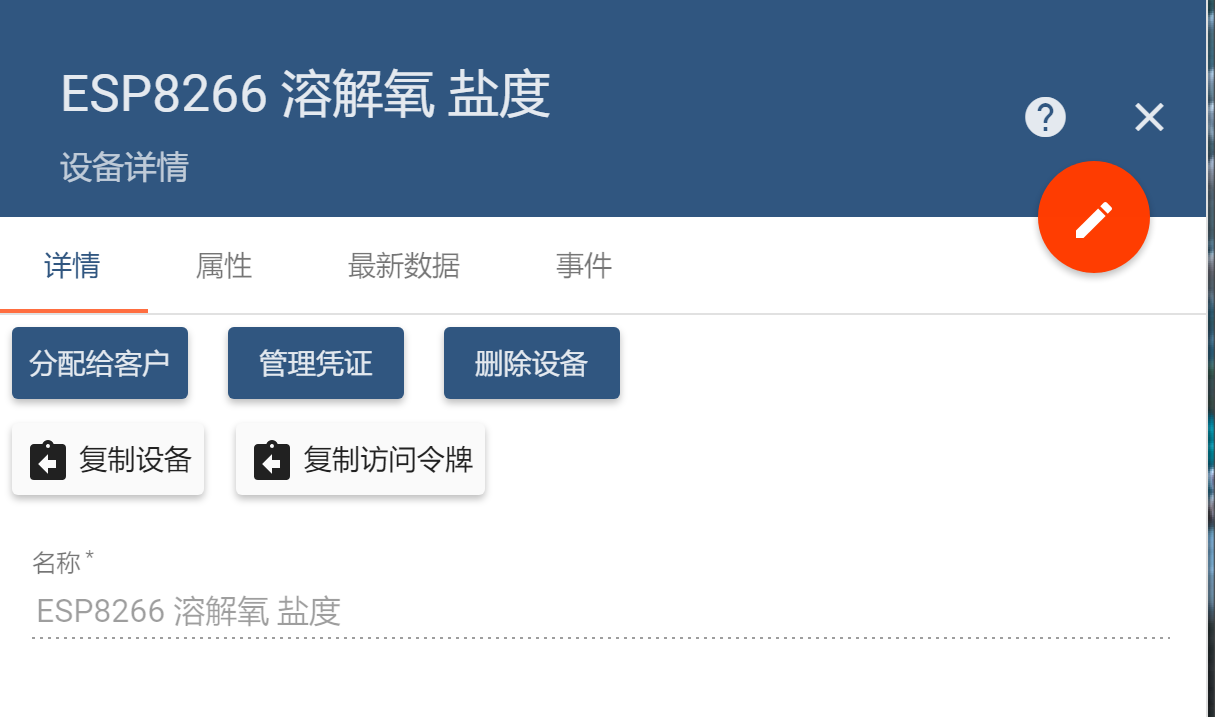 ESP8266 溶解氧 盐度
设备详情
详情 属性 最新数据 事件
分配给客户 管理凭证 删除设备
复制设备 复制访问令牌
名称 *
ESP8266 溶解氧 盐度